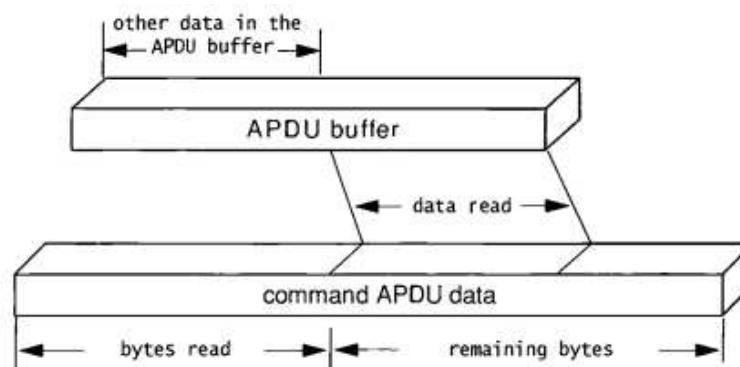 other data in the
APDU buffer
APDU buffer
data read
command APDU data
bytes read
remaining bytes